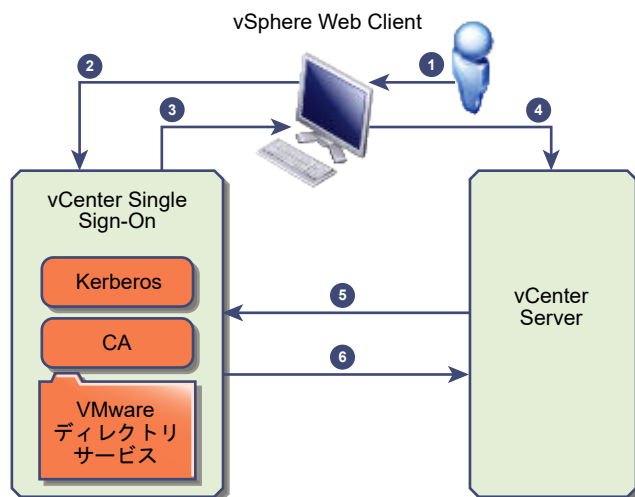 vSphere Web Client
1
2
3
4
vCenter Single
Sign-On
Kerberos
CA
VMware
ディレクトリ
サービス
5
6
vCenter
Server